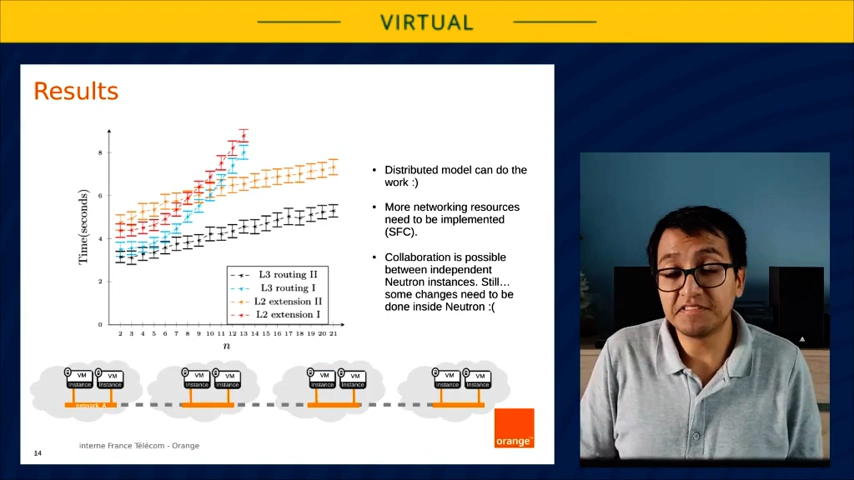 VIRTUAL
Results
8
6
4
2
0
Time(seconds)
2 3 4 5 6 7 8 9 10 11 12 13 14 15 16 17 18 19 20 21
n
L3 routing II
L3 routing I
L2 extension II
L2 extension I
• Distributed model can do the
work :)
• More networking resources
need to be implemented
(SFC).
• Collaboration is possible
between independent
Neutron instances. Still...
some changes need to be
done inside Neutron :(
VM VM VM VM VM VM VM VM
Instance Instance Instance Instance Instance Instance Instance Instance
orange™
interne France Télécom - Orange
14